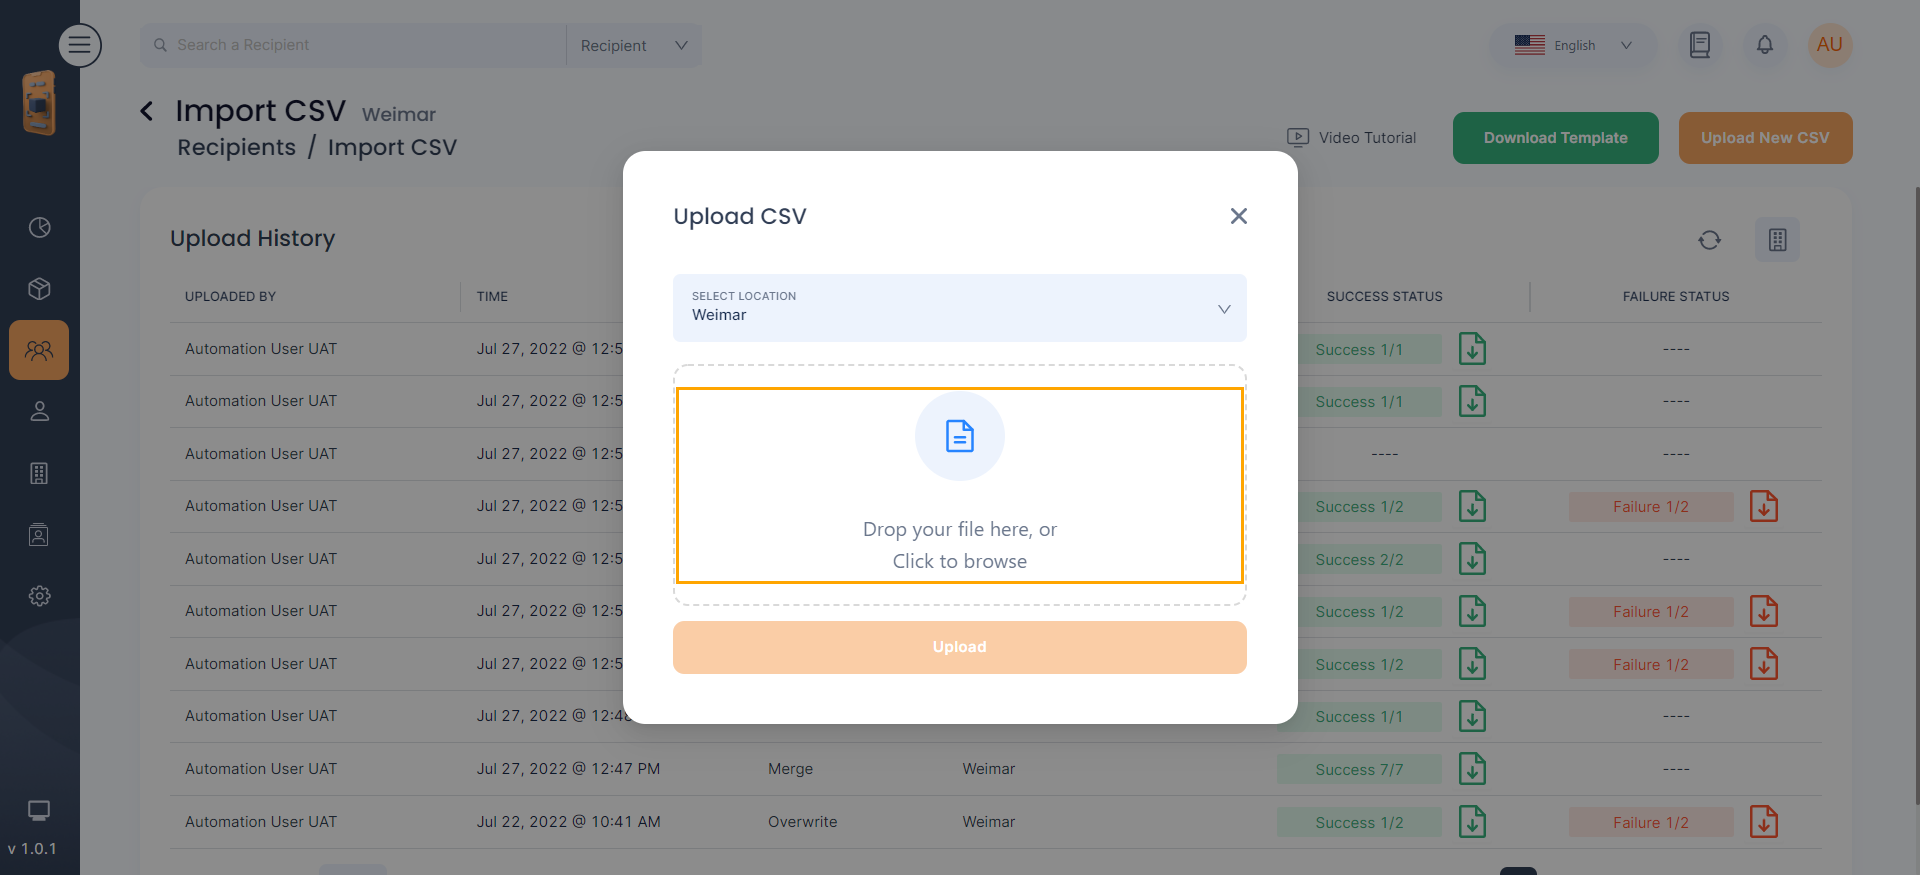 Search a Recipient
Recipient
English
AU
Import CSV Weimar
Recipients / Import CSV
Video Tutorial
Download Template
Upload New CSV
Upload History
UPLOADED BY TIME SUCCESS STATUS FAILURE STATUS
Automation User UAT Jul 27, 2022 @ 12:5 Success 1/1 ----
Automation User UAT Jul 27, 2022 @ 12:5 Success 1/1 ----
Automation User UAT Jul 27, 2022 @ 12:5 ---- ----
Automation User UAT Jul 27, 2022 @ 12:5 Success 1/2 Failure 1/2
Automation User UAT Jul 27, 2022 @ 12:5 Success 2/2 ----
Automation User UAT Jul 27, 2022 @ 12:5 Success 1/2 Failure 1/2
Automation User UAT Jul 27, 2022 @ 12:5 Success 1/2 Failure 1/2
Automation User UAT Jul 27, 2022 @ 12:48 Success 1/1 ----
Automation User UAT Jul 27, 2022 @ 12:47 PM Merge Weimar Success 7/7 ----
Automation User UAT Jul 22, 2022 @ 10:41 AM Overwrite Weimar Success 1/2 Failure 1/2
Upload CSV
SELECT LOCATION
Weimar
Drop your file here, or
Click to browse
Upload
v 1.0.1